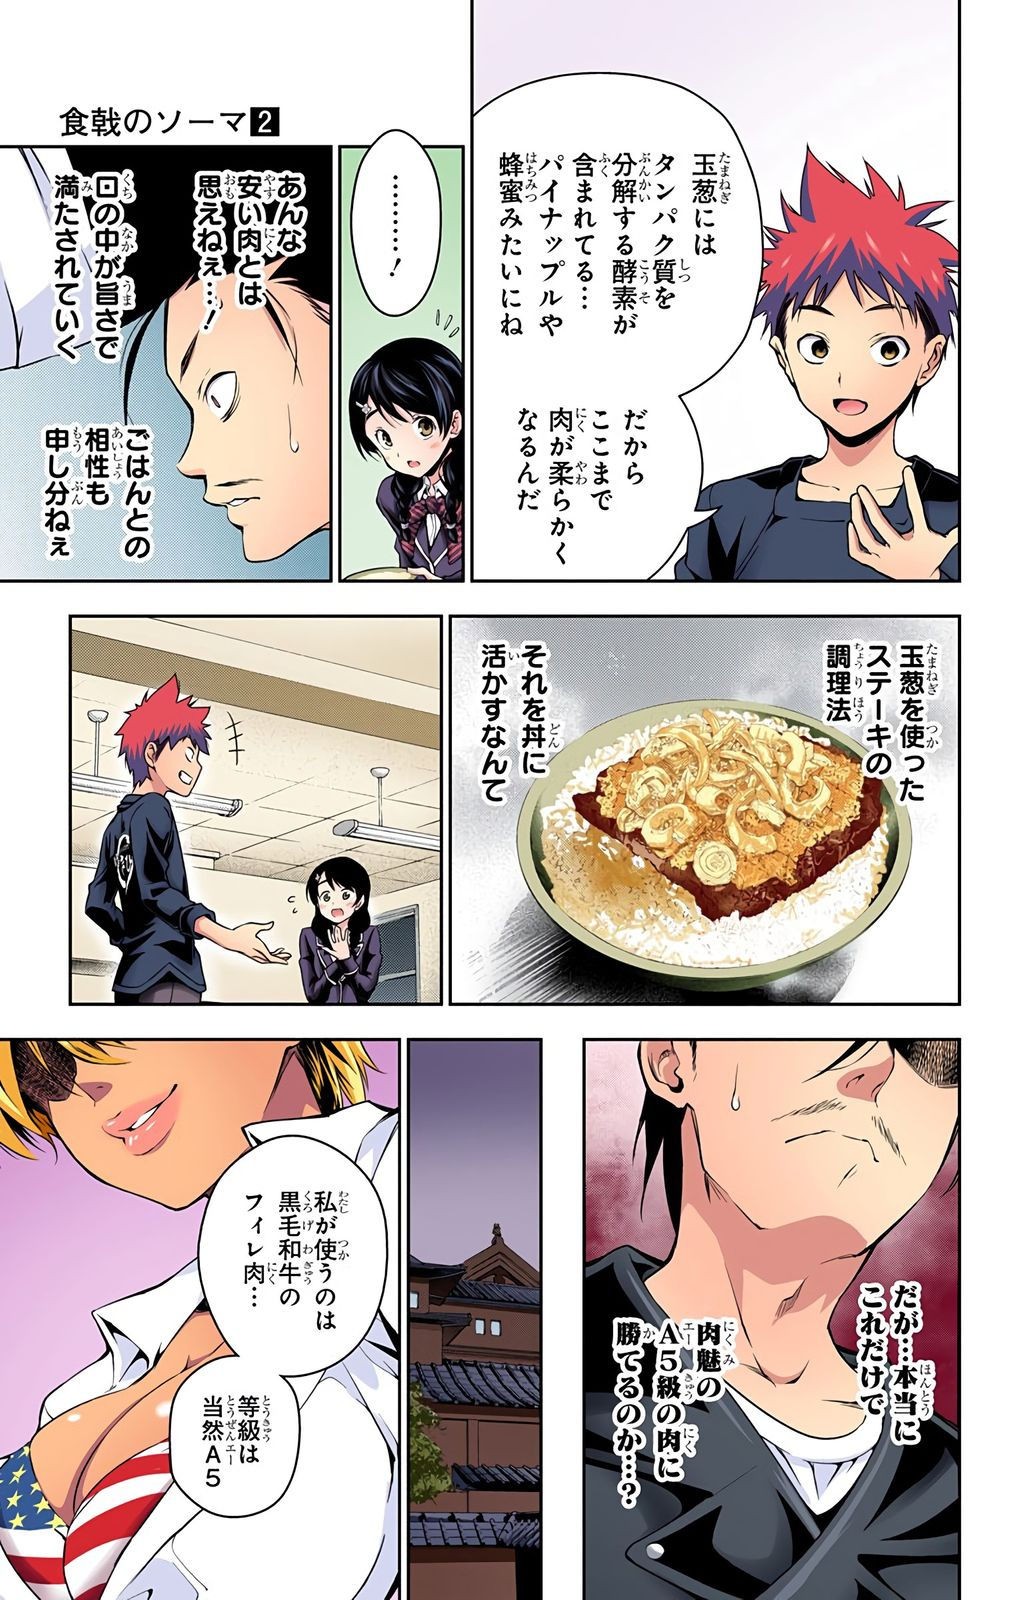 食戟のソーマ2
玉葱には
タンパク質を
分解する酵素が
含まれてる…
パイナップルや
蜂蜜みたいにね
だから
ここまで
肉が柔らかく
なるんだ
………！
あんな
安い肉とは
思えねぇ…！
口の中が旨さで
満たされていく
ごはんとの
相性も
申し分ねぇ
玉葱を使った
ステーキの
調理法
それを丼に
活かすなんて
だが…本当に
これだけで
肉魅の
A5級の肉に
勝てるのか…？
私が使うのは
黒毛和牛の
フィレ肉…
等級は
当然A5